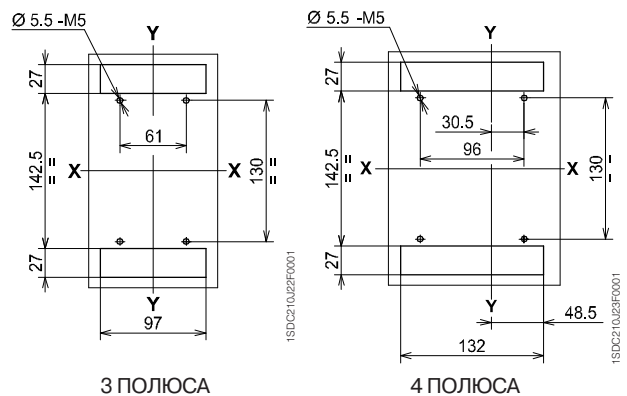 Ø 5.5 -M5
Y
27
61
X
X
142.5 =
=
130 =
=
27
Y
97
1SDC210J22F0001
3 ПОЛЮСА
Ø 5.5 -M5
Y
27
30.5
96
X
X
142.5 =
=
130 =
=
27
Y
48.5
132
1SDC210J23F0001
4 ПОЛЮСА